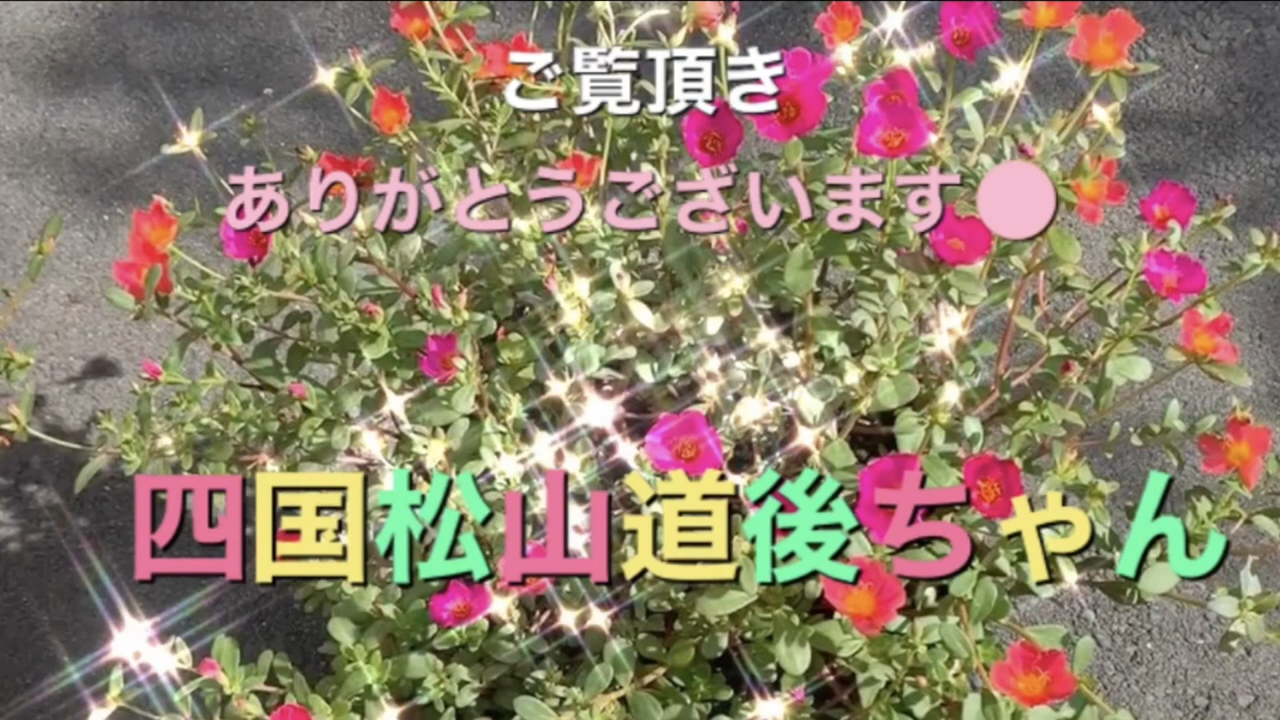 ご覧頂き
ありがとうございます●
四国松山道後ちゃん